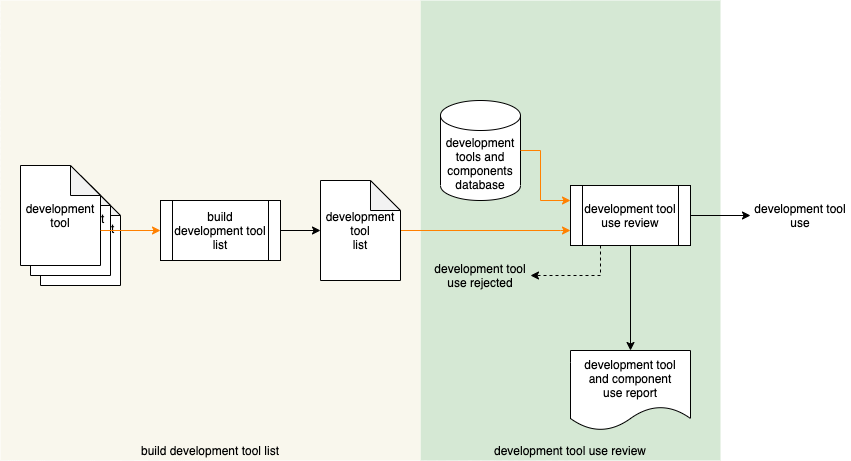 development
tool
t
t
build
development tool
list
development
tool
list
development
tools and
components
database
development tool
use review
development tool
use
development tool
use rejected
development tool
and component
use report
build development tool list
development tool use review